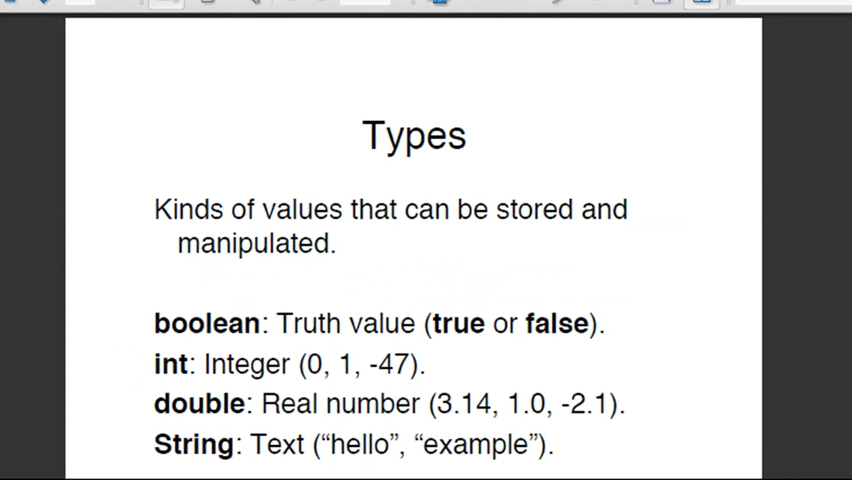 Types
Kinds of values that can be stored and
manipulated.
boolean: Truth value (true or false).
int: Integer (0, 1, -47).
double: Real number (3.14, 1.0, -2.1).
String: Text (“hello”, “example”).